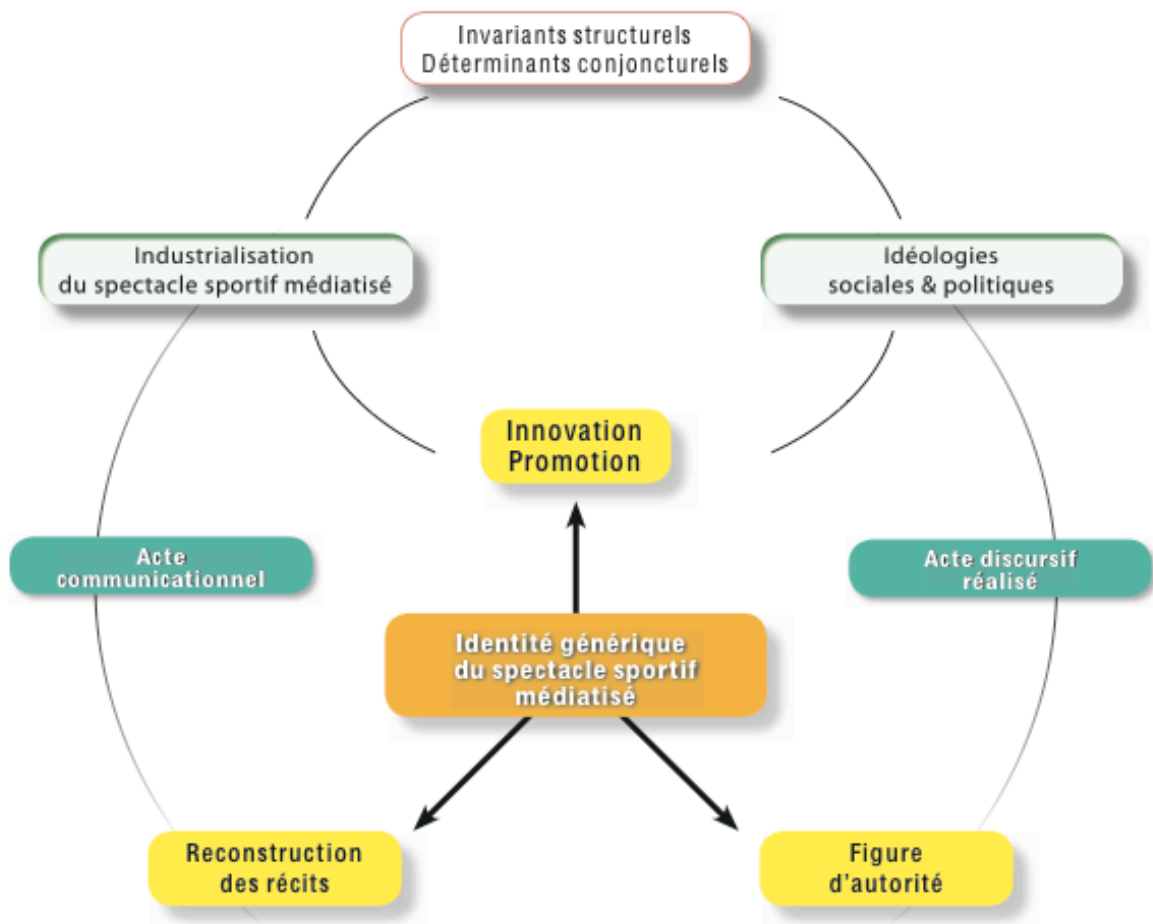 Invariants structurels
Déterminants conjoncturels
Industrialisation
du spectacle sportif médiatisé
Idéologies
sociales & politiques
Innovation
Promotion
Acte
communicationnel
Acte discursif
réalisé
Identité générique
du spectacle sportif
médiatisé
Reconstruction
des récits
Figure
d'autorité